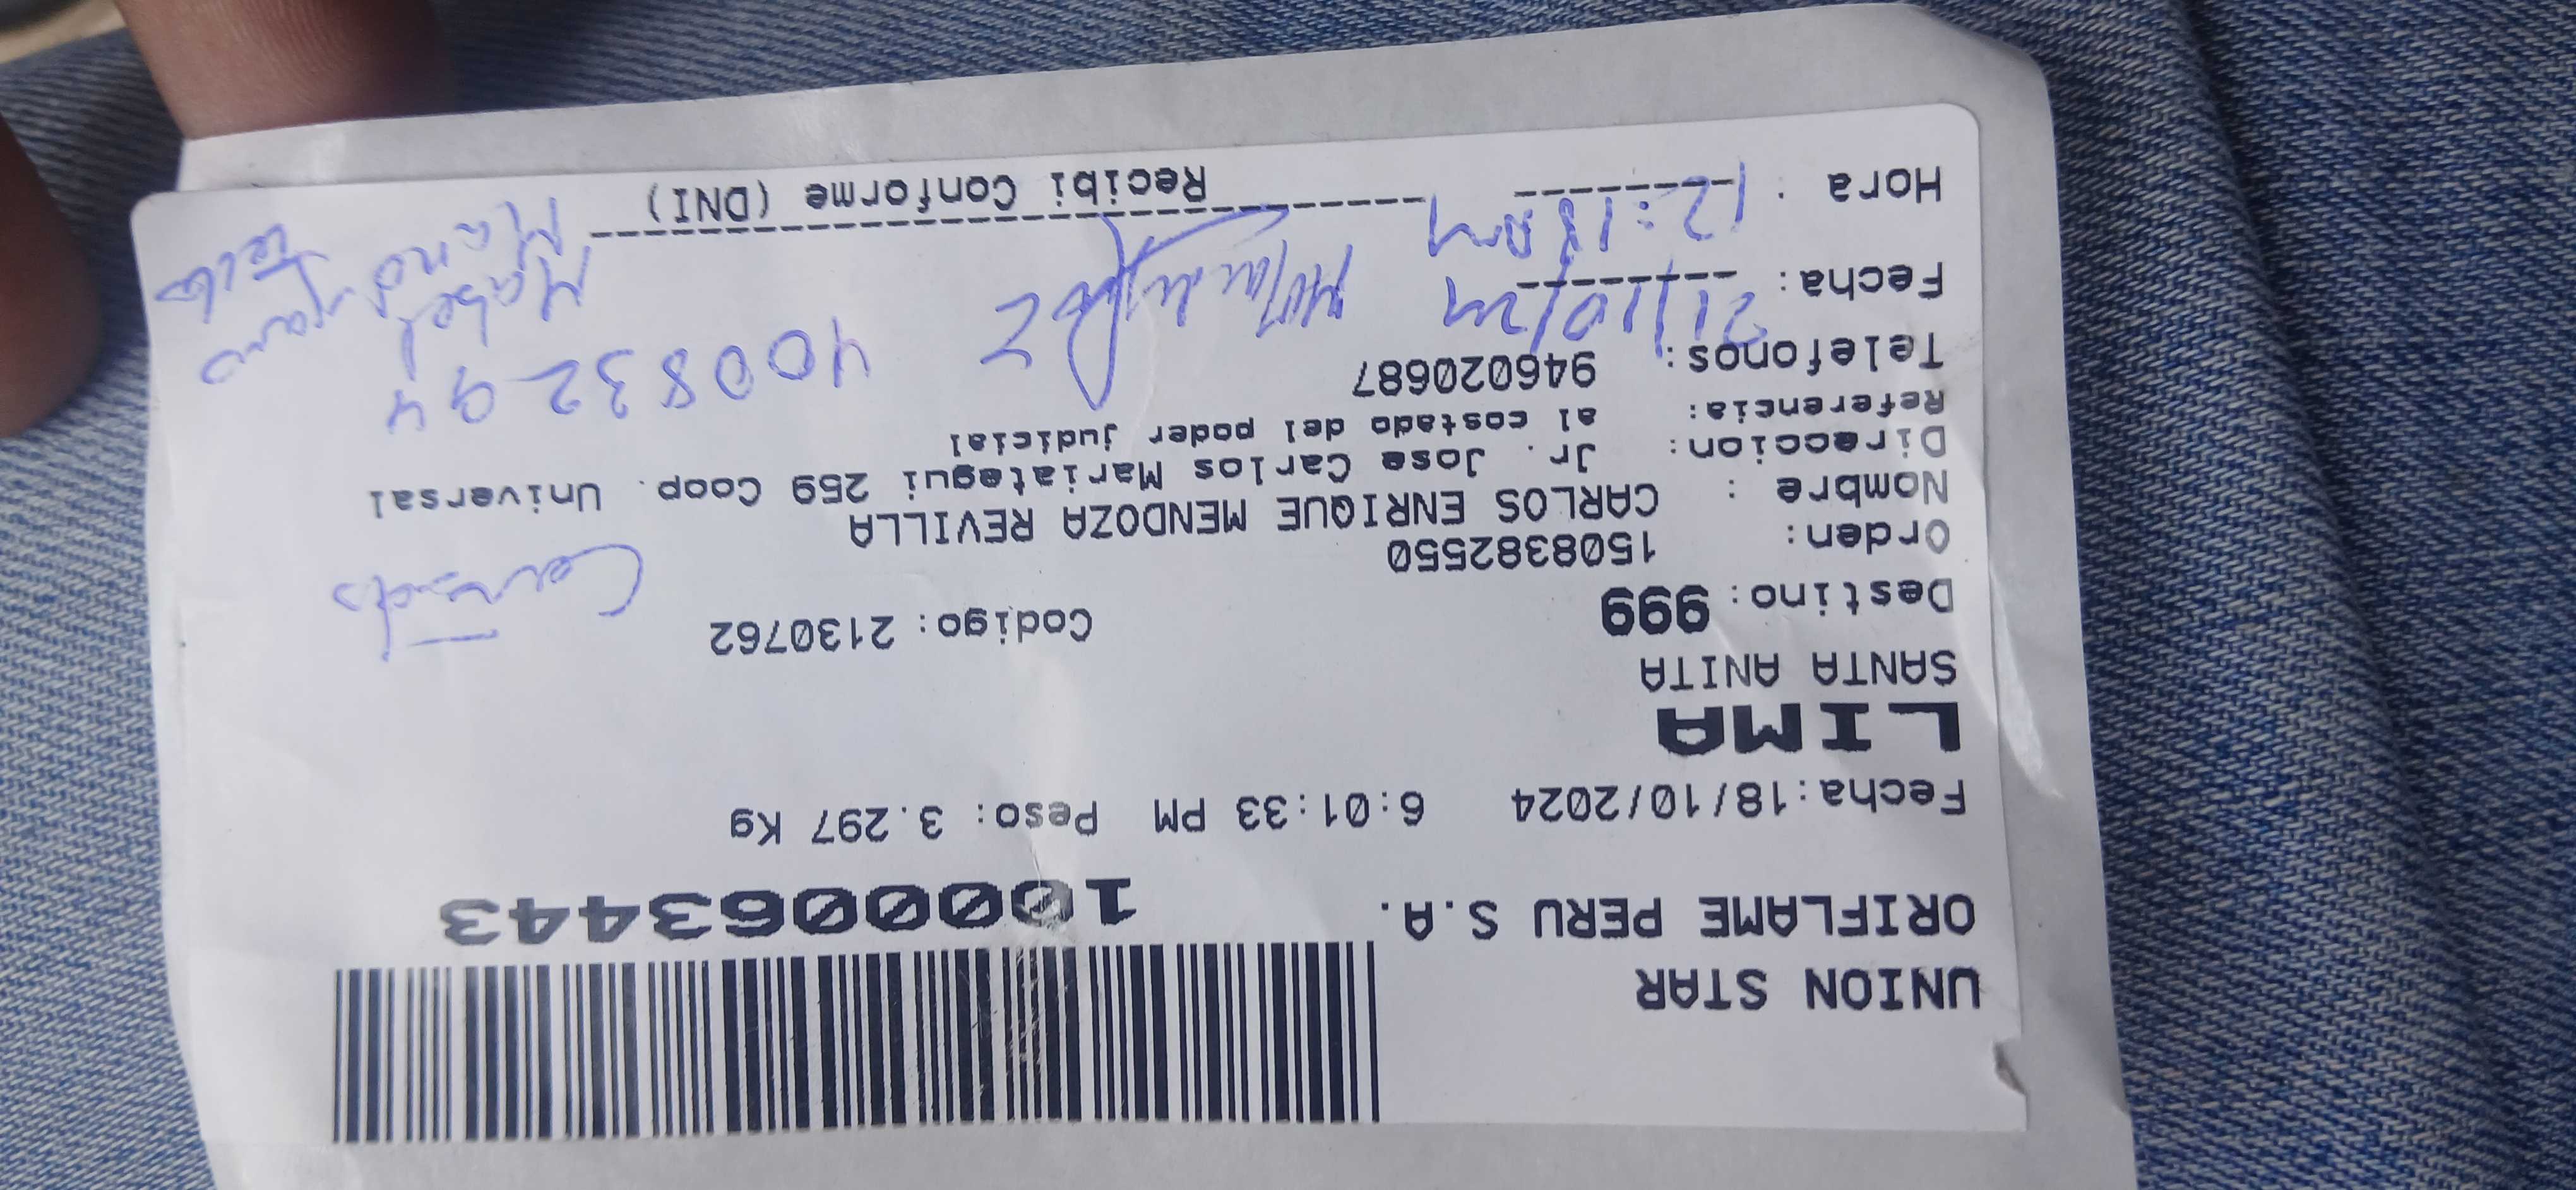 UNION STAR
ORIFLAME PERU S.A. 1000063443
Fecha:18/10/2024 6:01:33 PM Peso: 3.297 Kg
LIMA
SANTA ANITA
Destino: 999 Codigo: 2130762
Orden: 1508382550
Nombre : CARLOS ENRIQUE MENDOZA REVILLA
Direccion: Jr. Jose Carlos Mariategui 259 Coop. Universal
Referencia: al costado del poder judicial
Telefonos: 946020687
40083294
Fecha: 21/10/24
Mabel
Hora : 12:18 pm
Recibi Conforme (DNI)